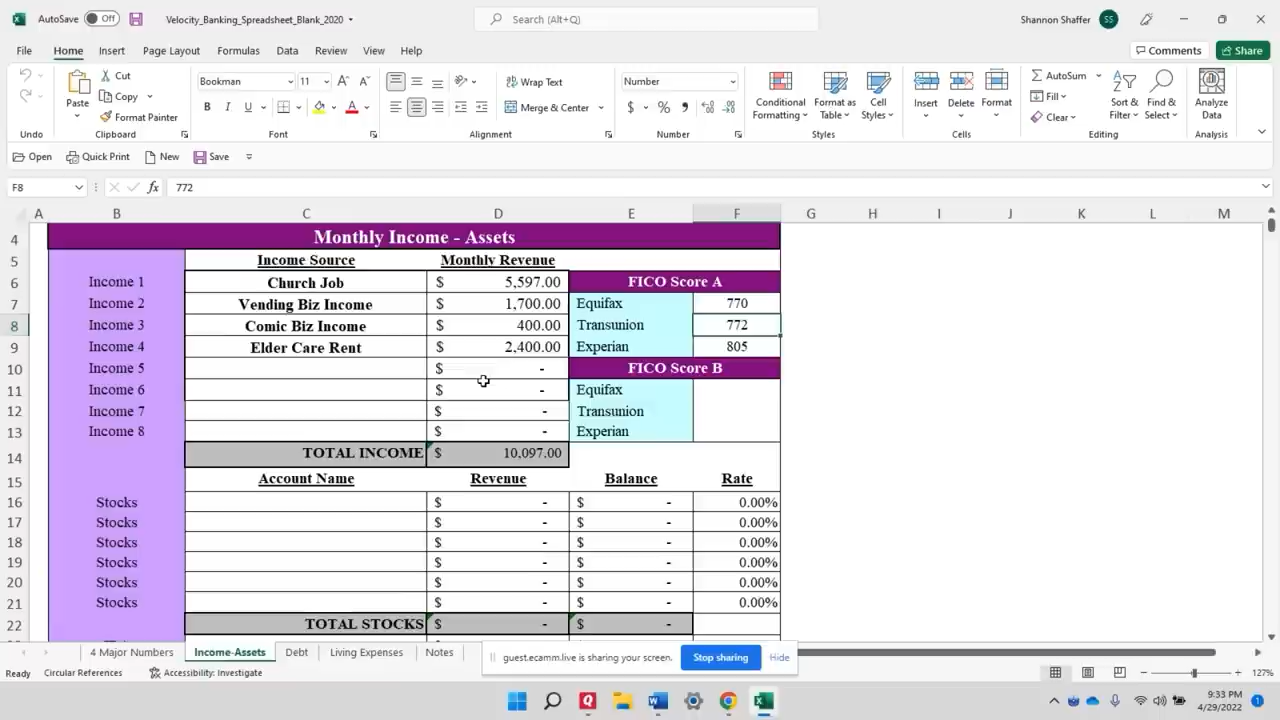 AutoSave Off Velocity_Banking_Spreadsheet_Blank_2020 Search (Alt+Q) Shannon Shaffer SS
File Home Insert Page Layout Formulas Data Review View Help Comments Share
Paste Cut Copy Format Painter
Bookman 11 B I U A
Wrap Text Merge & Center
Number $ % ,
Conditional Formatting Format as Table Cell Styles
Insert Delete Format
AutoSum Fill Clear
Sort & Filter Find & Select
Analyze Data
Undo Clipboard Font Alignment Number Styles Cells Editing Analysis
Open Quick Print New Save
F8 fx 772
A B C D E F G H I J K L M
4 Monthly Income - Assets
5 Income Source Monthly Revenue
6 Income 1 Church Job $ 5,597.00 FICO Score A
7 Income 2 Vending Biz Income $ 1,700.00 Equifax 770
8 Income 3 Comic Biz Income $ 400.00 Transunion 772
9 Income 4 Elder Care Rent $ 2,400.00 Experian 805
10 Income 5 $ - FICO Score B
11 Income 6 $ - Equifax
12 Income 7 $ - Transunion
13 Income 8 $ - Experian
14 TOTAL INCOME $ 10,097.00
15 Account Name Revenue Balance Rate
16 Stocks $ - $ - 0.00%
17 Stocks $ - $ - 0.00%
18 Stocks $ - $ - 0.00%
19 Stocks $ - $ - 0.00%
20 Stocks $ - $ - 0.00%
21 Stocks $ - $ - 0.00%
22 TOTAL STOCKS $ - $ -
4 Major Numbers Income-Assets Debt Living Expenses Notes
guest.ecamm.live is sharing your screen. Stop sharing Hide
Ready Circular References Accessibility: Investigate 127%
9:33 PM
4/29/2022